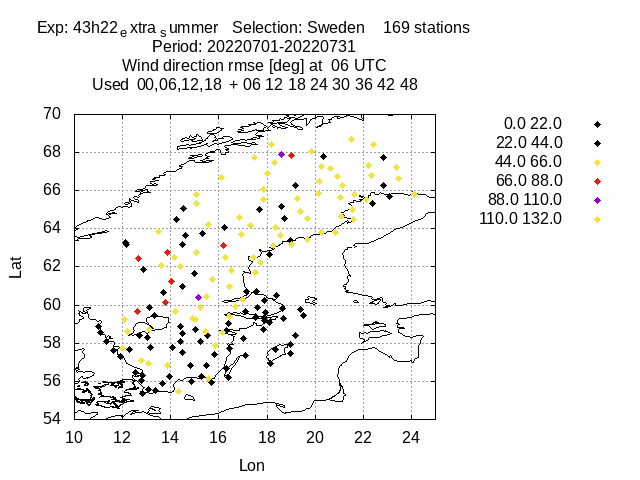 Exp: 43h22extrasummer Selection: Sweden 169 stations
Period: 20220701-20220731
Wind direction rmse [deg] at 06 UTC
Used 00,06,12,18 + 06 12 18 24 30 36 42 48
70
68
66
64
62
60
58
56
54
Lat
10 12 14 16 18 20 22 24
Lon
0.0 22.0
22.0 44.0
44.0 66.0
66.0 88.0
88.0 110.0
110.0 132.0